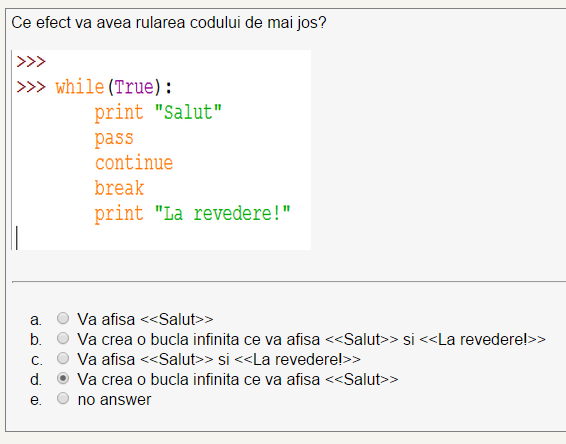 Ce efect va avea rularea codului de mai jos?
>>>
>>> while(True):
print "Salut"
pass
continue
break
print "La revedere!"
a. Va afisa <<Salut>>
b. Va crea o bucla infinita ce va afisa <<Salut>> si <<La revedere!>>
c. Va afisa <<Salut>> si <<La revedere!>>
d. Va crea o bucla infinita ce va afisa <<Salut>>
e. no answer